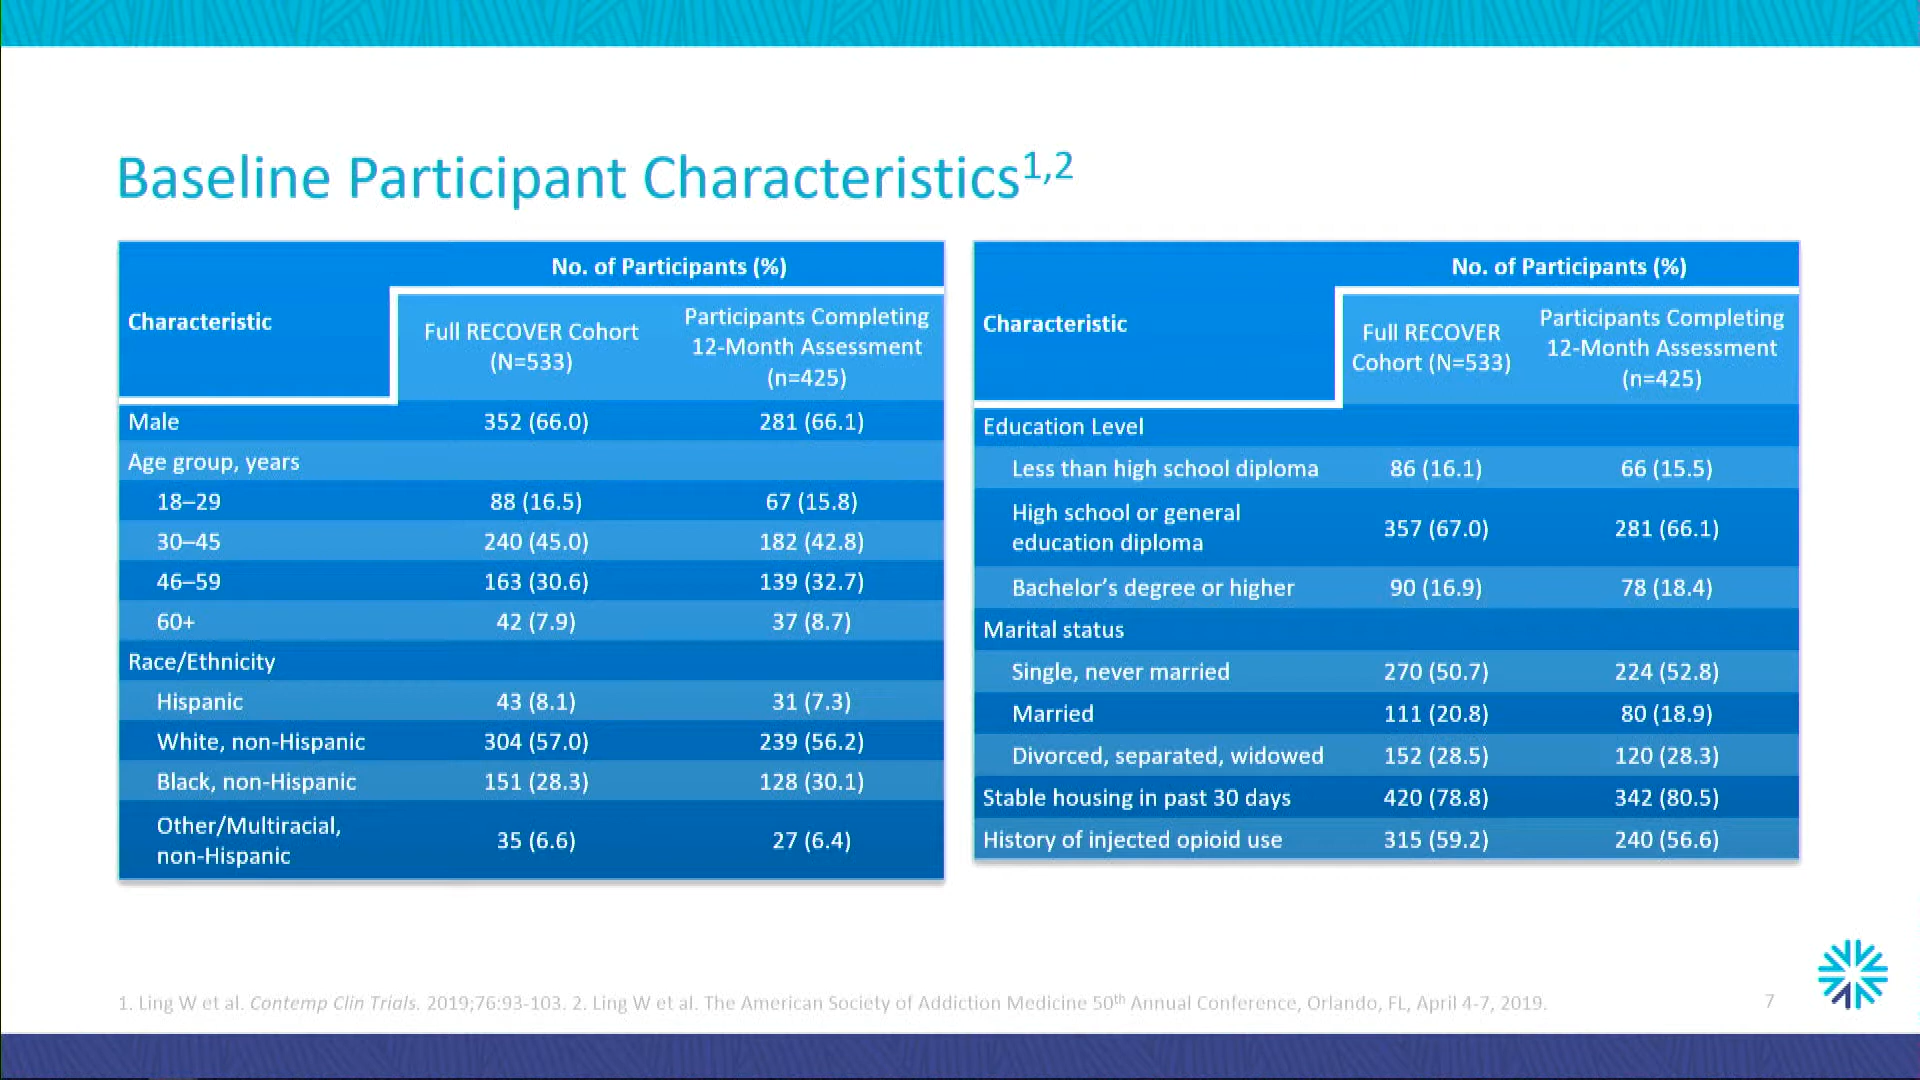 Baseline Participant Characteristics1,2
Characteristic
No. of Participants (%)
Full RECOVER Cohort
(N=533)
Participants Completing
12-Month Assessment
(n=425)
Male 352 (66.0) 281 (66.1)
Age group, years
18–29 88 (16.5) 67 (15.8)
30–45 240 (45.0) 182 (42.8)
46–59 163 (30.6) 139 (32.7)
60+ 42 (7.9) 37 (8.7)
Race/Ethnicity
Hispanic 43 (8.1) 31 (7.3)
White, non-Hispanic 304 (57.0) 239 (56.2)
Black, non-Hispanic 151 (28.3) 128 (30.1)
Other/Multiracial,
non-Hispanic
35 (6.6) 27 (6.4)
Characteristic
No. of Participants (%)
Full RECOVER
Cohort (N=533)
Participants Completing
12-Month Assessment
(n=425)
Education Level
Less than high school diploma 86 (16.1) 66 (15.5)
High school or general
education diploma
357 (67.0) 281 (66.1)
Bachelor’s degree or higher 90 (16.9) 78 (18.4)
Marital status
Single, never married 270 (50.7) 224 (52.8)
Married 111 (20.8) 80 (18.9)
Divorced, separated, widowed 152 (28.5) 120 (28.3)
Stable housing in past 30 days 420 (78.8) 342 (80.5)
History of injected opioid use 315 (59.2) 240 (56.6)
1. Ling W et al. Contemp Clin Trials. 2019;76:93-103. 2. Ling W et al. The American Society of Addiction Medicine 50th Annual Conference, Orlando, FL, April 4-7, 2019.
7